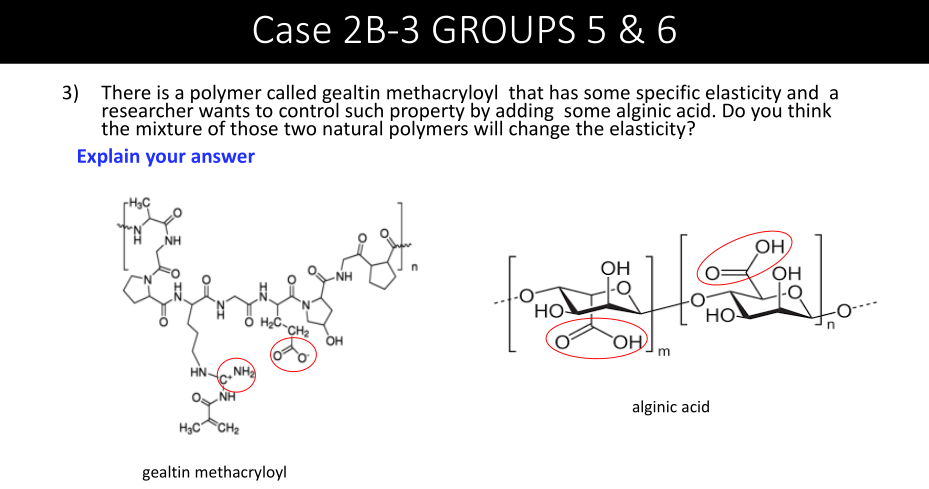 Case 2B-3 GROUPS 5 & 6
3) There is a polymer called gealtin methacryloyl that has some specific elasticity and a
researcher wants to control such property by adding some alginic acid. Do you think
the mixture of those two natural polymers will change the elasticity?
Explain your answer
H₃C
O
N
H
NH
O
N
O
H
N
O
N
H
O
H
N
O
H₂C
CH₂
O
O⁻
N
O
OH
NH
O
O
n
HN
C⁺
NH₂
NH
O
H₃C
CH₂
gealtin methacryloyl
O
OH
O
HO
O
OH
m
O
O
OH
OH
O
HO
n
O
alginic acid